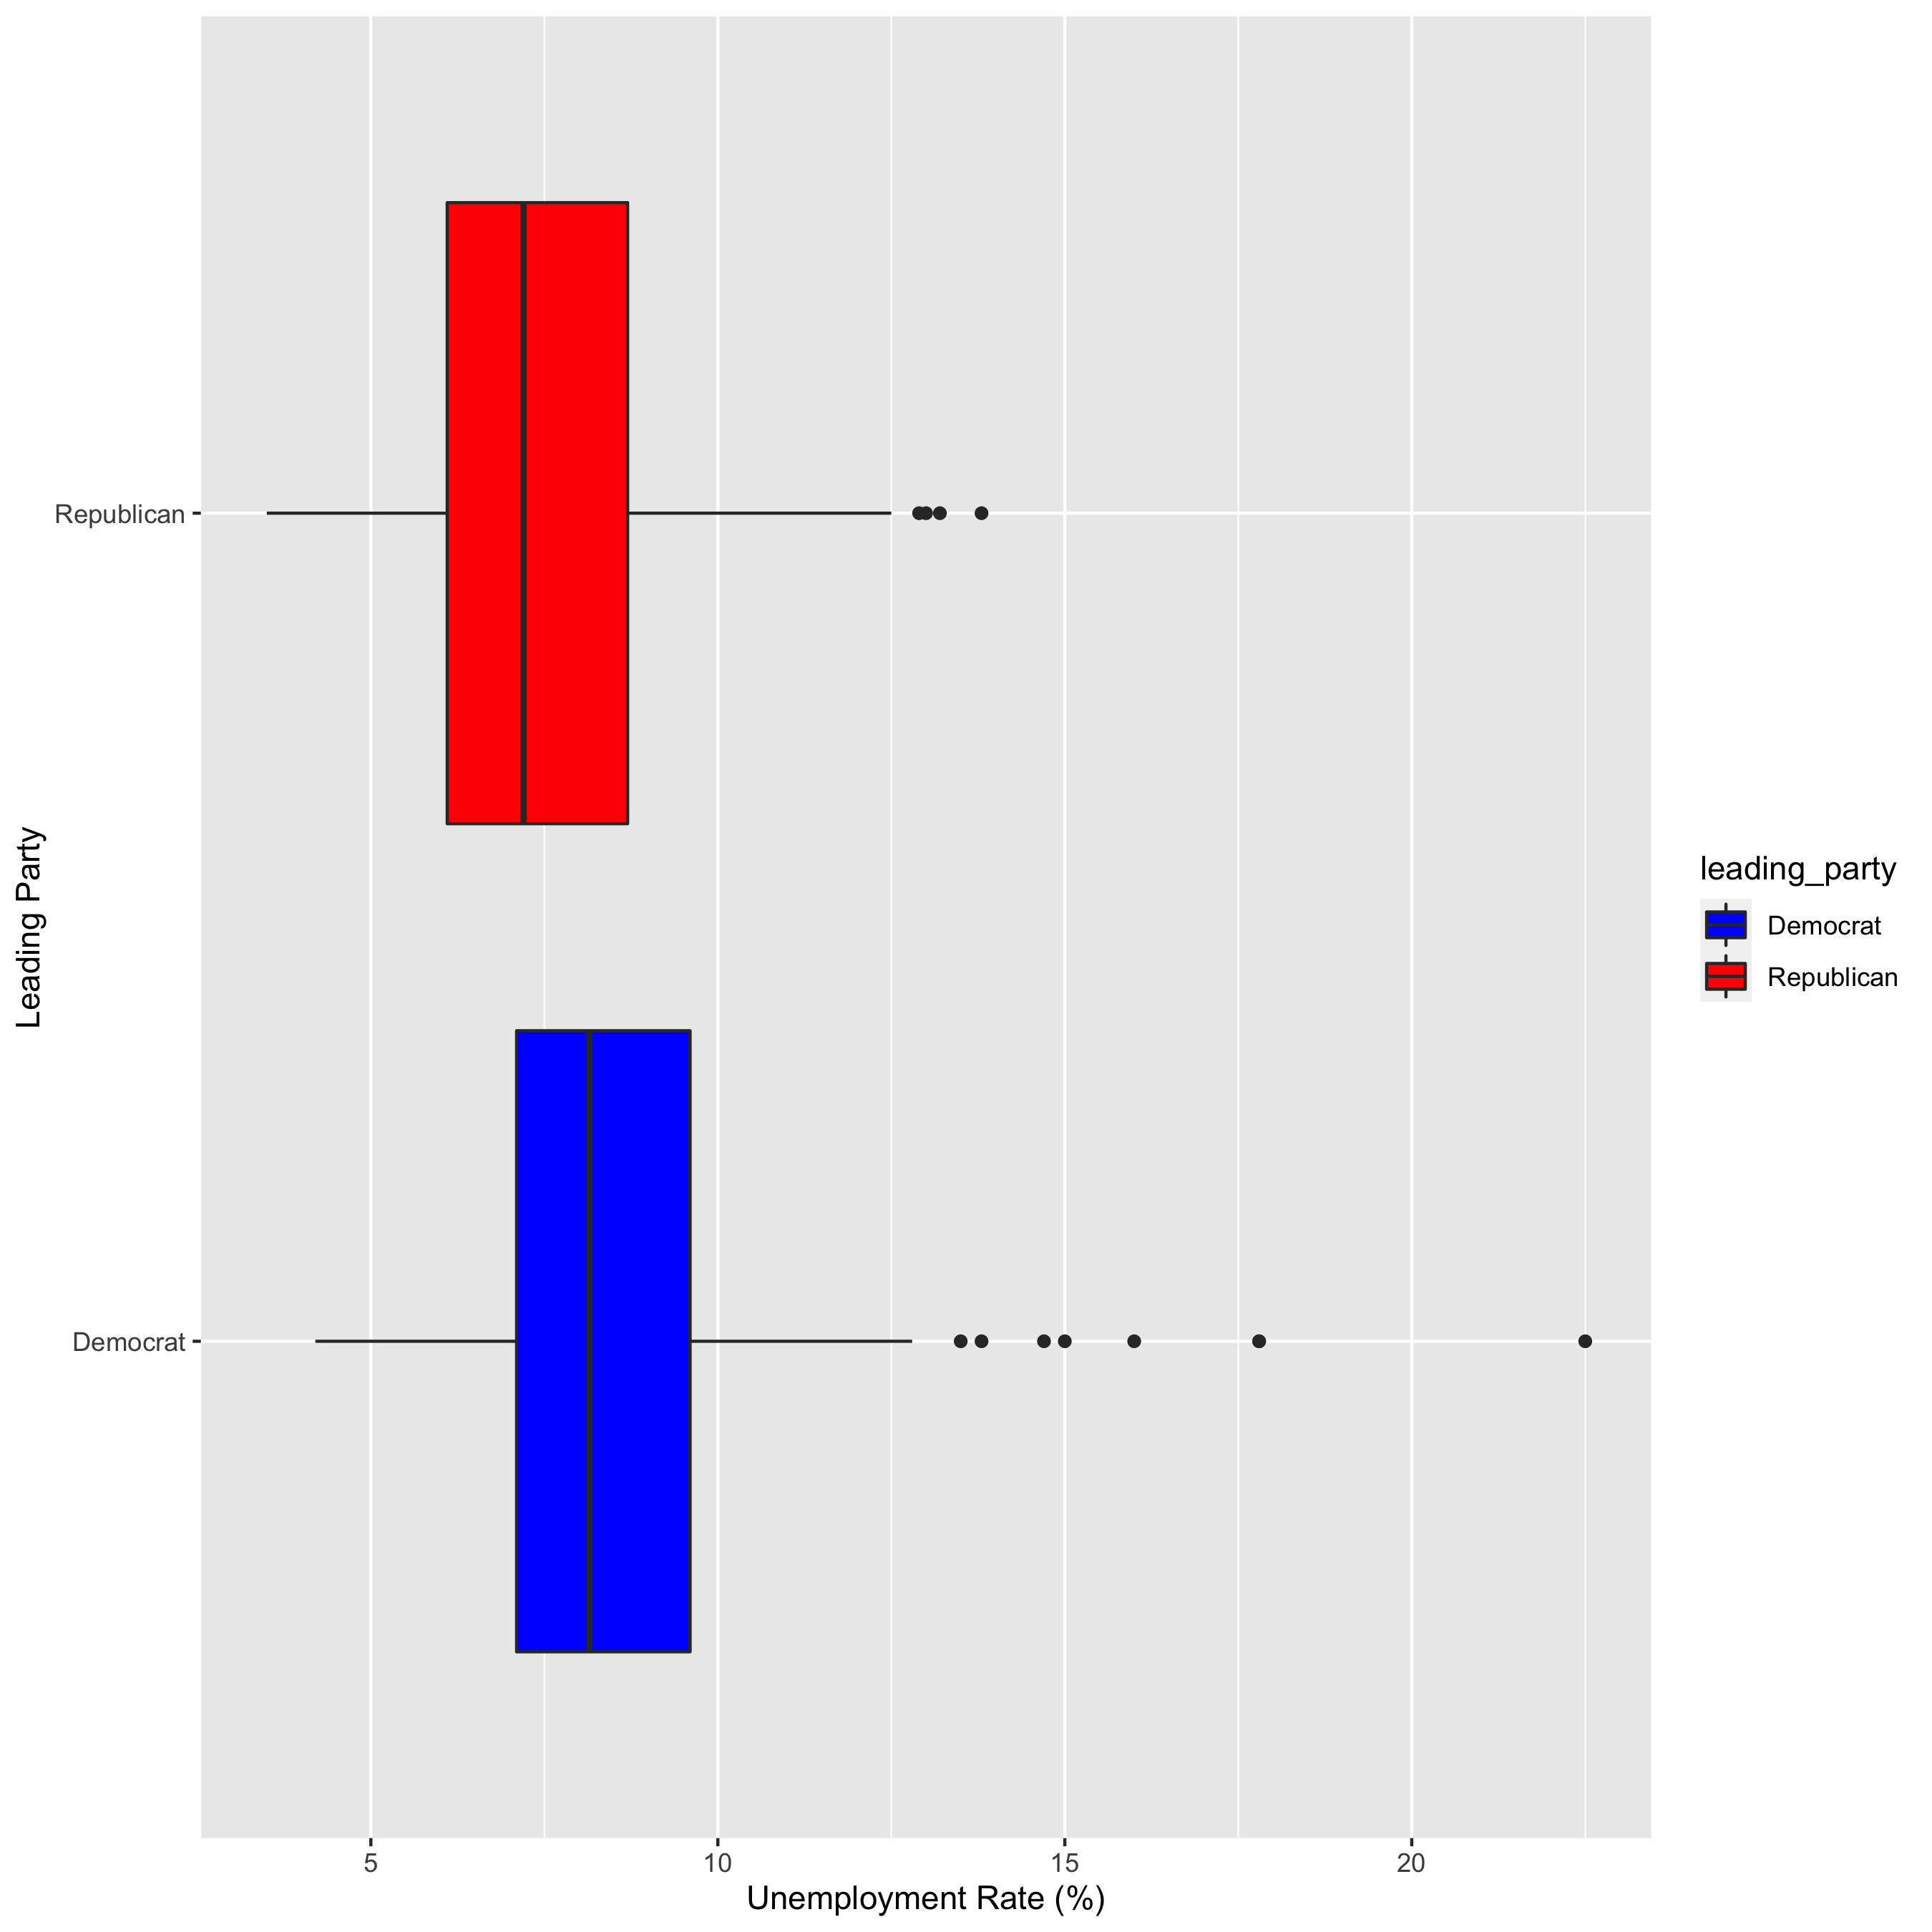 Leading Party
Republican
Democrat
5 10 15 20
Unemployment Rate (%)
leading_party
Democrat
Republican